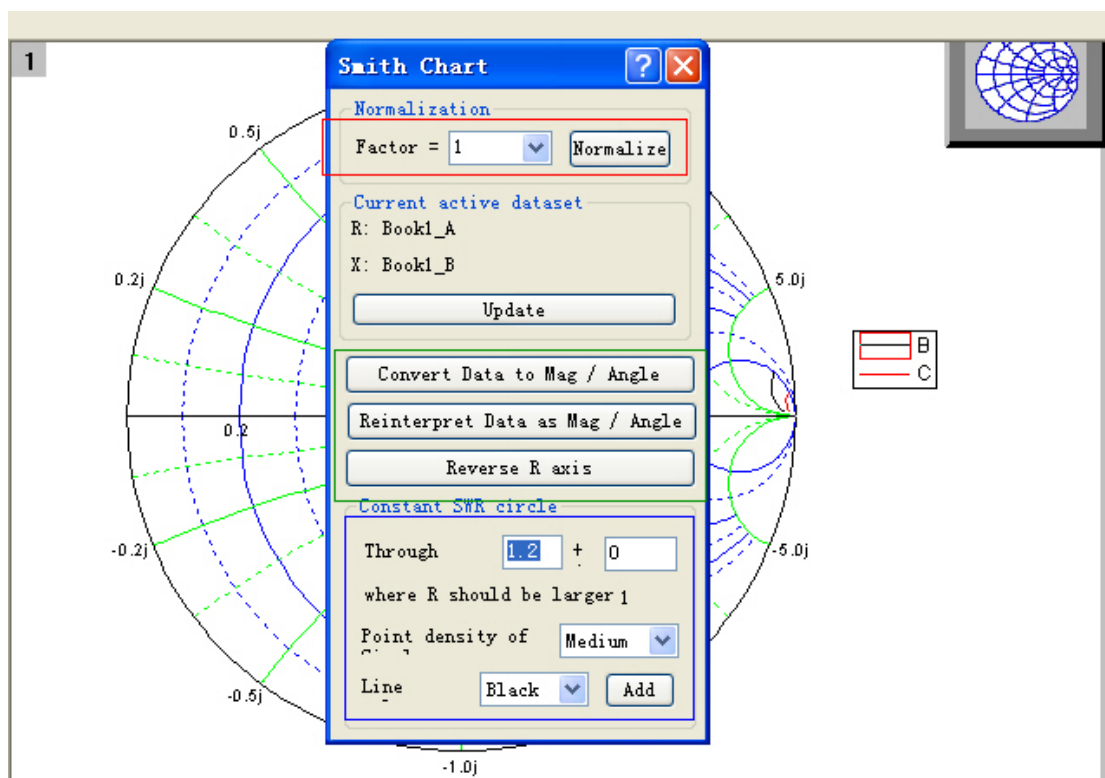 1
Smith Chart
Normalization
Factor = 1 Normalize
Current active dataset
R: Book1_A
X: Book1_B
Update
Convert Data to Mag / Angle
Reinterpret Data as Mag / Angle
Reverse R axis
Constant SWR circle
Through 1.2 + 0
where R should be larger 1
Point density of Medium
Line Black Add
0.5j
0.2j
0.2
-0.2j
-0.5j
-1.0j
5.0j
-5.0j
B
C